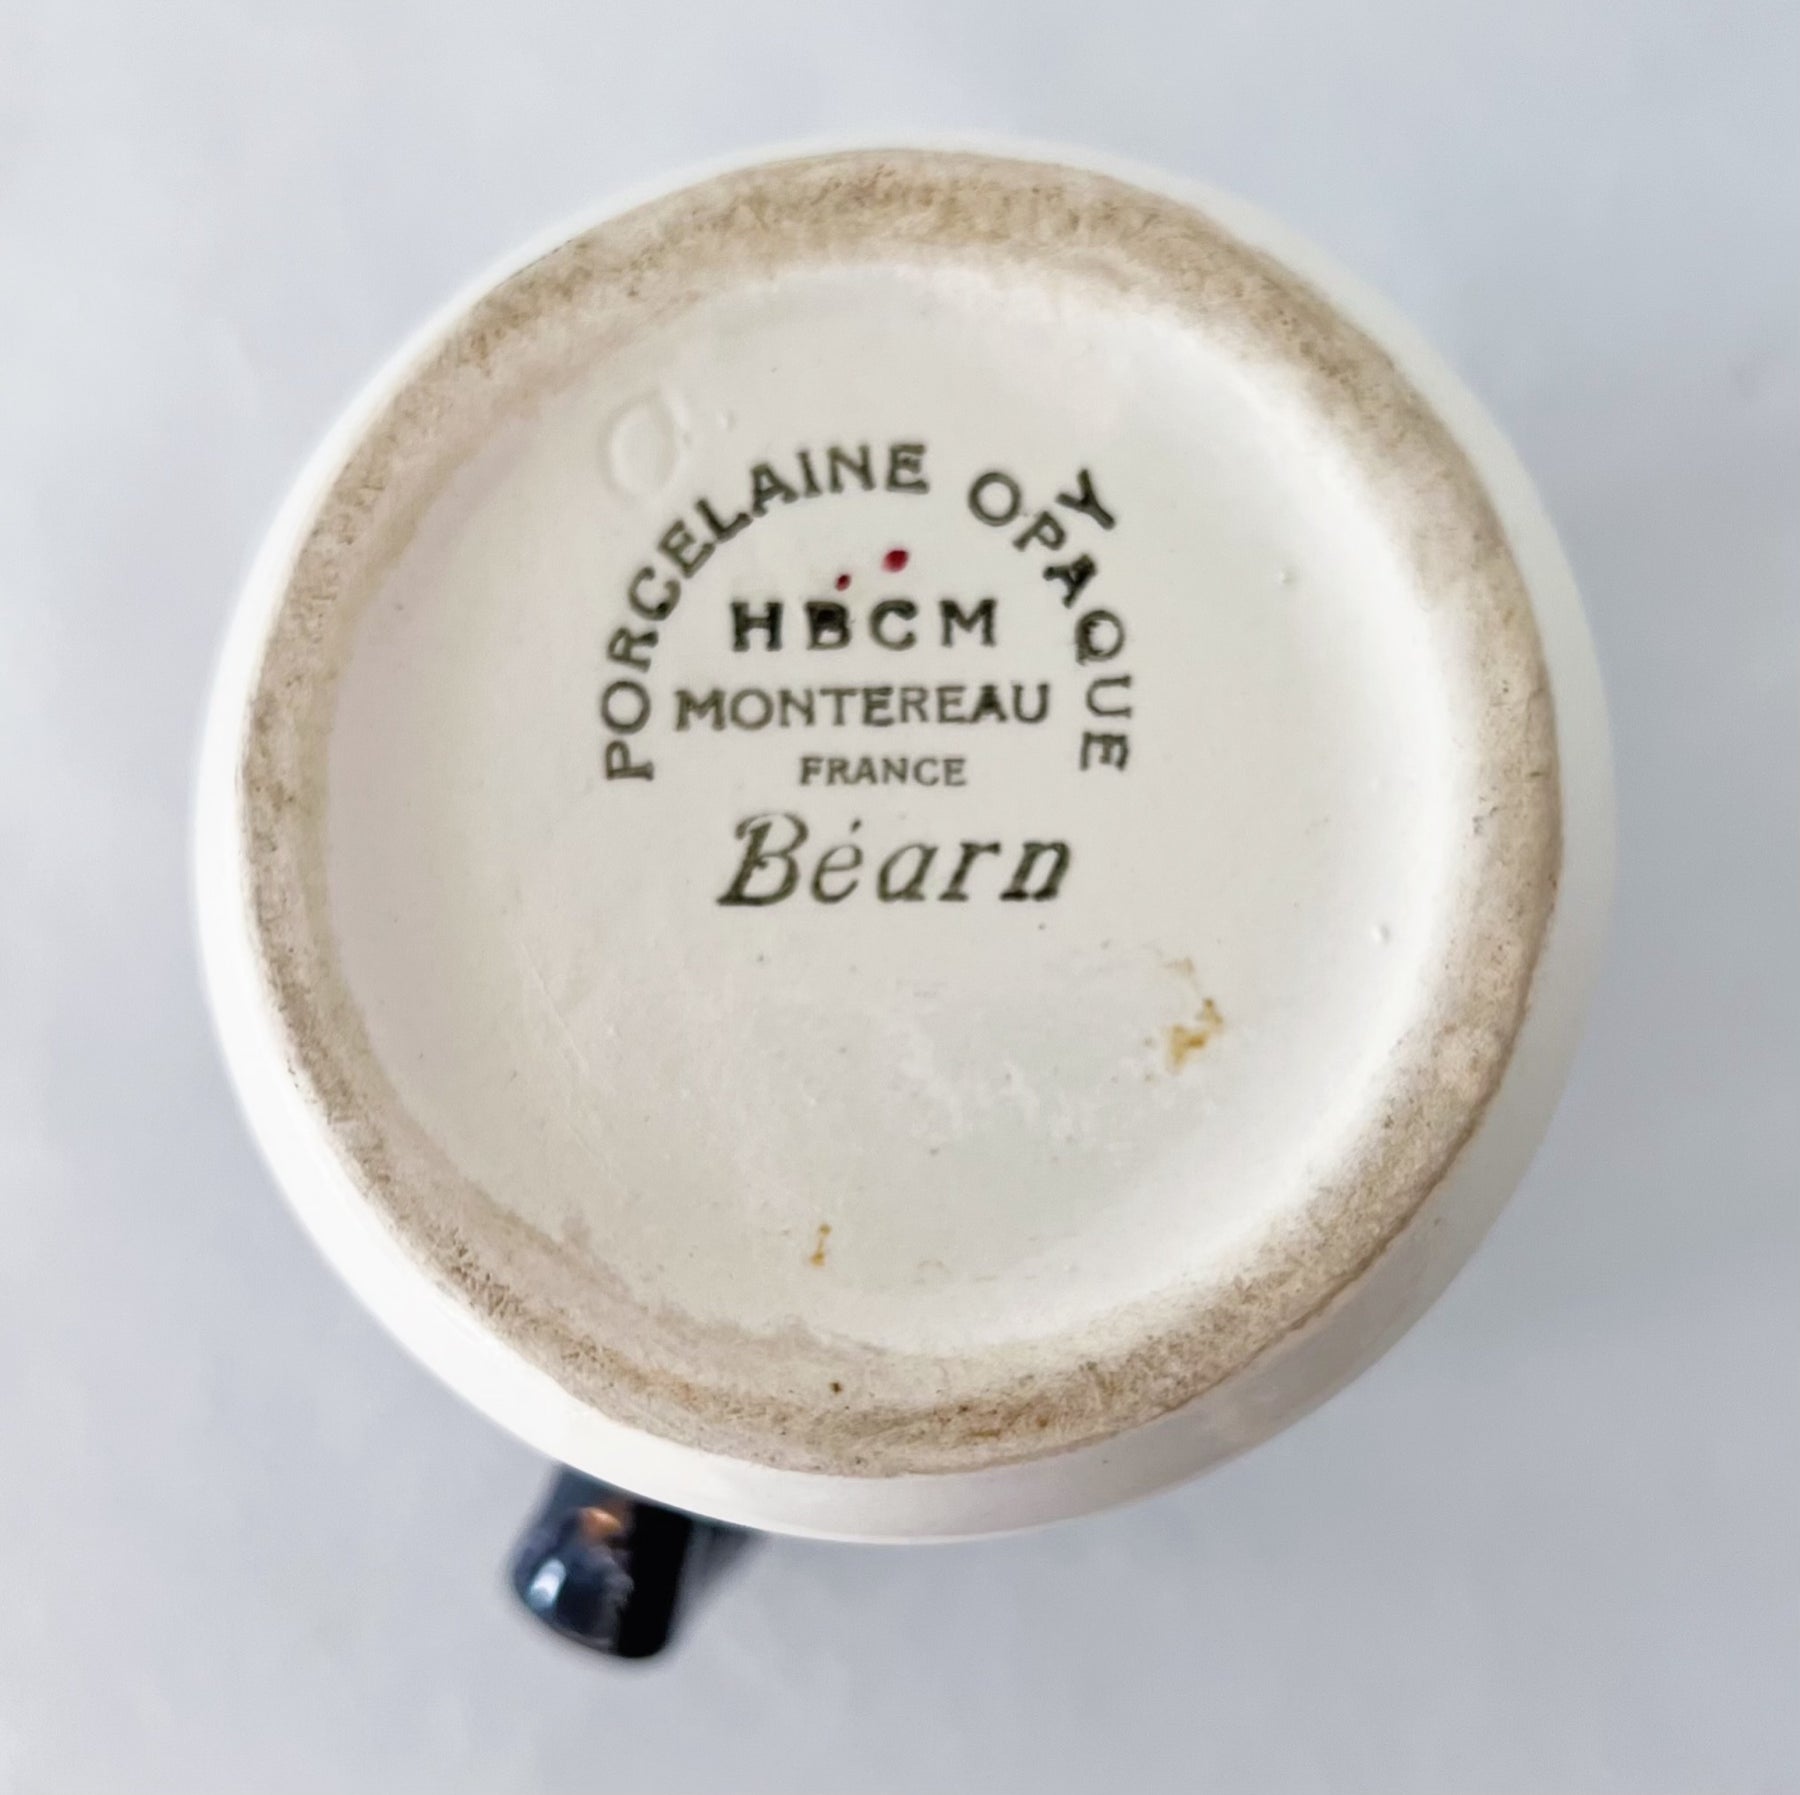 PORCELAINE OPAQUE
Y
HBCM
MONTEREAU
FRANCE
Béarn